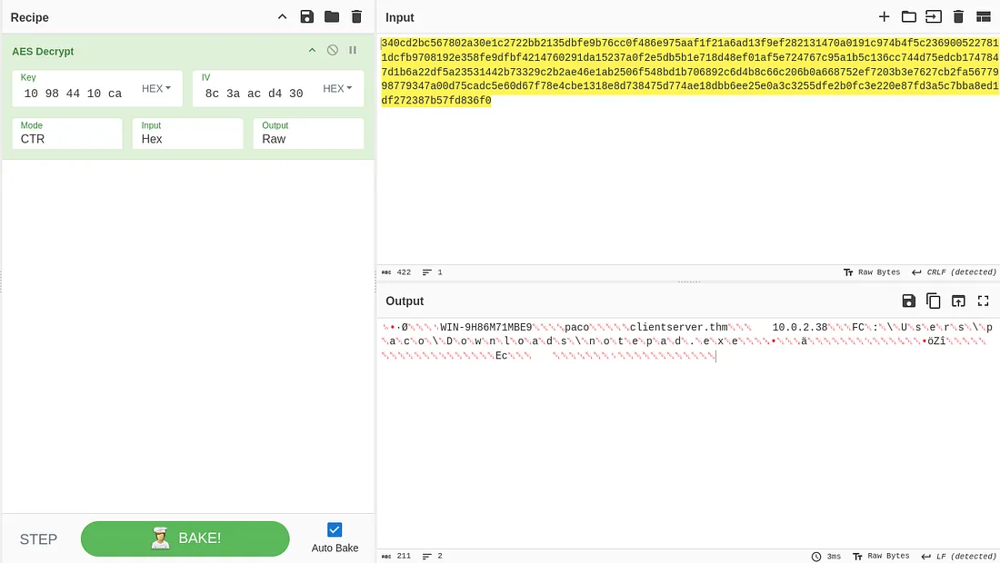 Recipe
AES Decrypt
Key
10 98 44 10 ca
HEX
IV
8c 3a ac d4 30
HEX
Mode
CTR
Input
Hex
Output
Raw
STEP
BAKE!
Auto Bake
Input
340cd2bc567802a30e1c2722bb2135dbfe9b76cc0f486e975aaf1f21a6ad13f9ef282131470a0191c974b4f5c236900522781
1dcfb9708192e358fe9dfbf4214760291da15237a0f2e5db5b1e718d48ef01af5e724767c95a1b5c136cc744d75edcb174784
7d1b6a22df5a23531442b73329c2b2ae46e1ab2506f548bd1b706892c6d4b8c66c206b0a668752ef7203b3e7627cb2fa56779
98779347a00d75cadc5e60d67f78e4cbe1318e8d738475d774ae18dbb6ee25e0a3c3255dfe2b0fc3e220e87fd3a5c7bba8ed1
df272387b57fd836f0
ABC 422 1
Raw Bytes CRLF (detected)
Output
Ø WIN-9H86M71MBE9 paco clientserver.thm 10.0.2.38 FC : \ U s e r s \ p
a c o \ D o w n l o a d s \ n o t e p a d . e x e ä öZî
Ec
ABC 211 2
3ms Raw Bytes LF (detected)